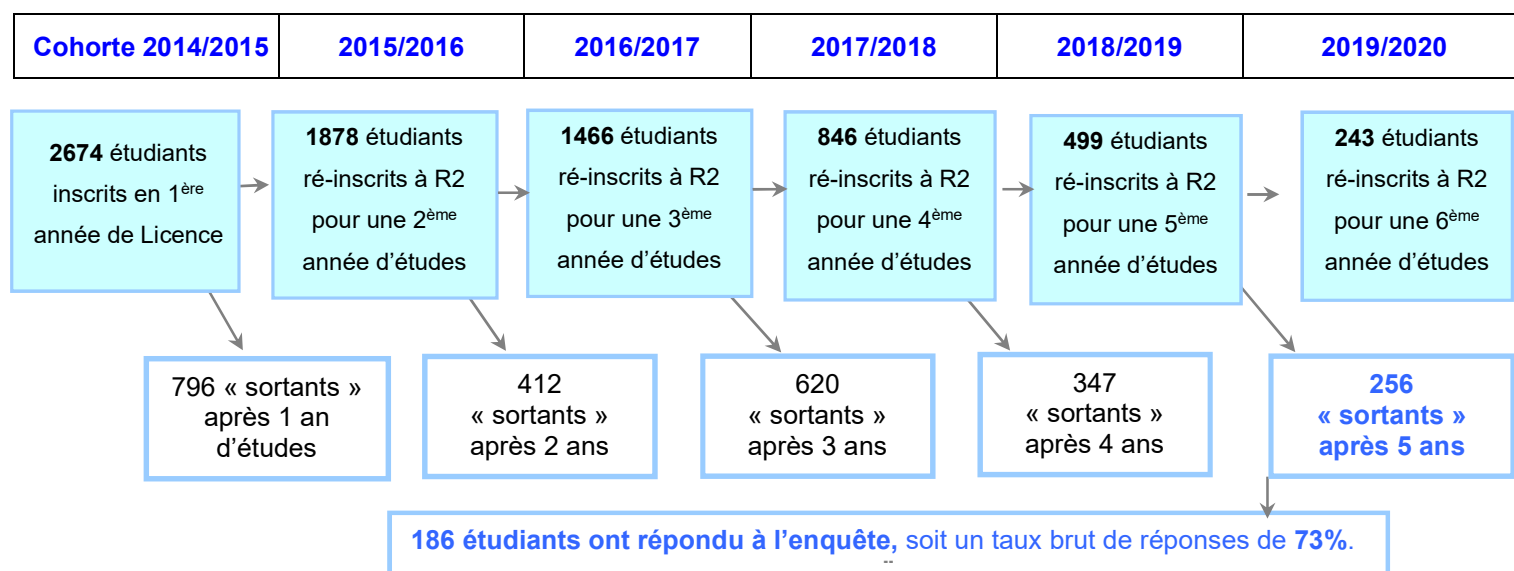 Cohorte 2014/2015 2015/2016 2016/2017 2017/2018 2018/2019 2019/2020
2674 étudiants
inscrits en 1ère
année de Licence
1878 étudiants
ré-inscrits à R2
pour une 2ème
année d'études
1466 étudiants
ré-inscrits à R2
pour une 3ème
année d'études
846 étudiants
ré-inscrits à R2
pour une 4ème
année d'études
499 étudiants
ré-inscrits à R2
pour une 5ème
année d'études
243 étudiants
ré-inscrits à R2
pour une 6ème
année d'études
796 « sortants »
après 1 an
d'études
412
« sortants »
après 2 ans
620
« sortants »
après 3 ans
347
« sortants »
après 4 ans
256
« sortants »
après 5 ans
186 étudiants ont répondu à l'enquête, soit un taux brut de réponses de 73%.